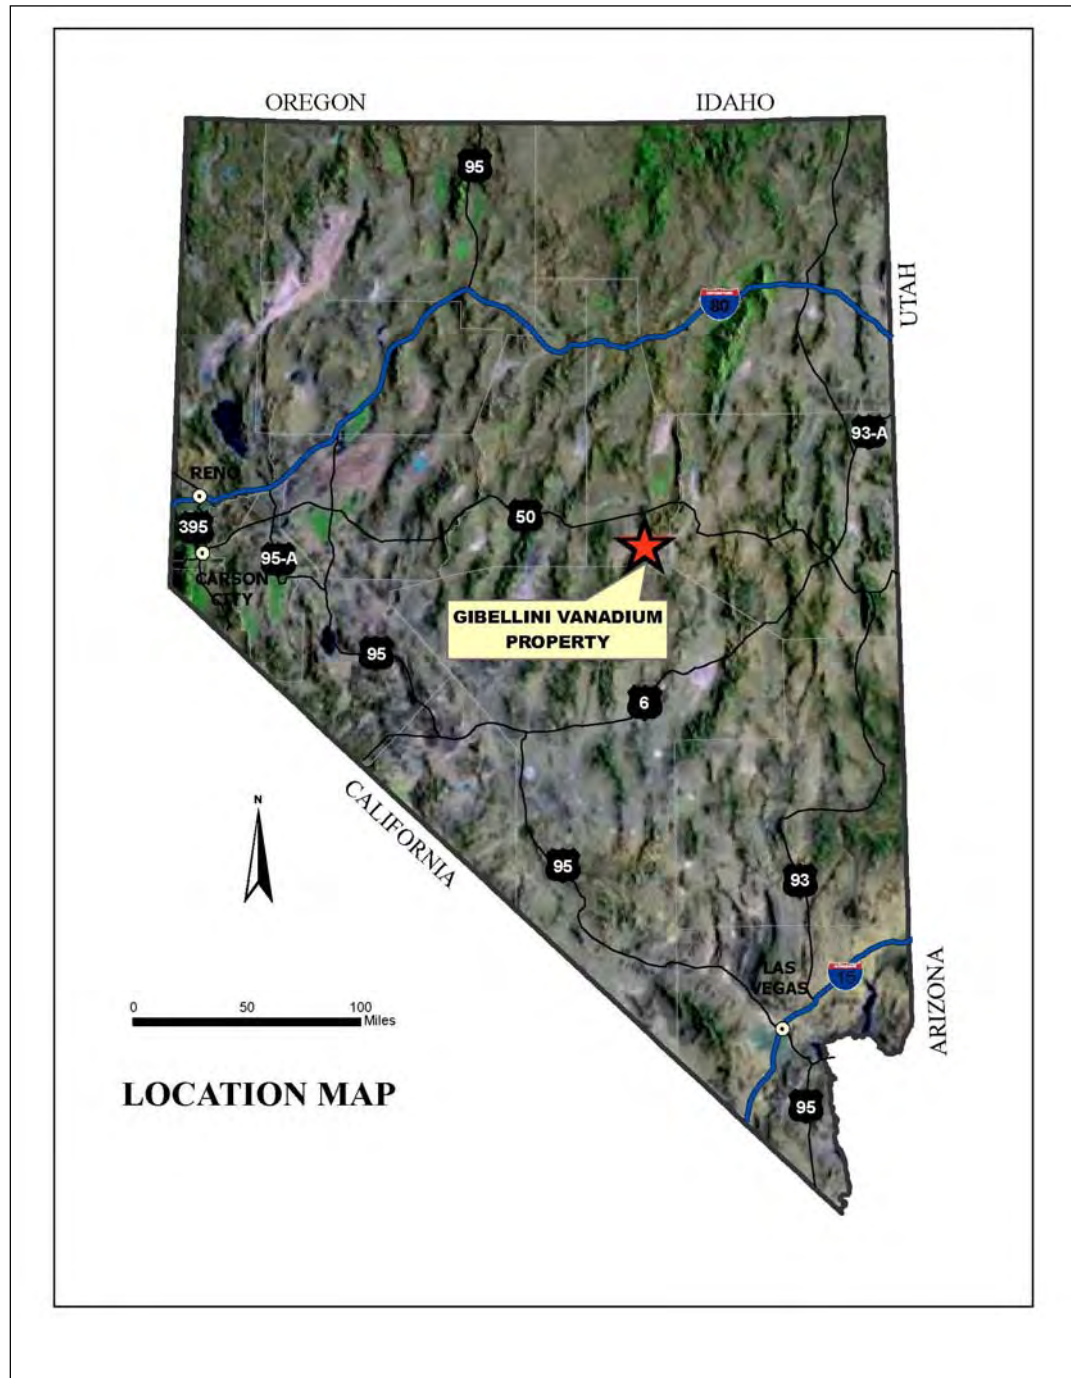 OREGON
IDAHO
95
UTAH
80
93-A
RENO
395
50
95-A
CARSON
CITY
GIBELLINI VANADIUM
PROPERTY
95
6
CALIFORNIA
N
95
93
LAS
VEGAS
15
ARIZONA
0 50 100
Miles
LOCATION MAP
95